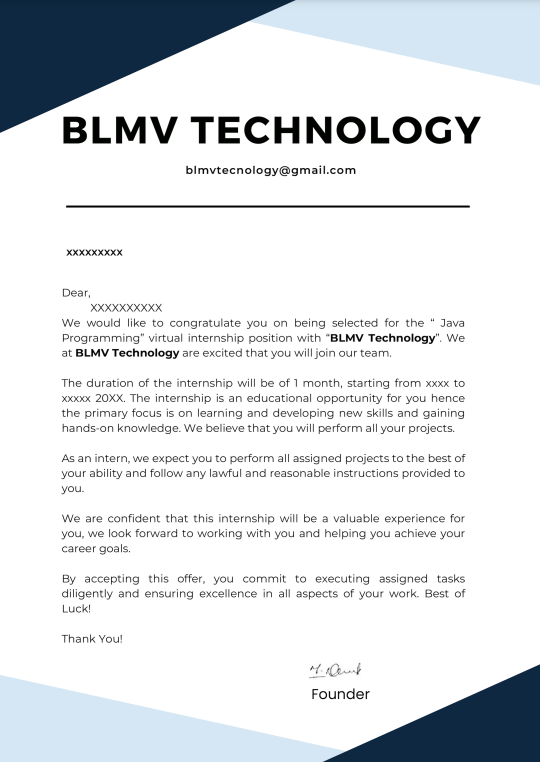 BLMV TECHNOLOGY
blmvtecnology@gmail.com
xxxxxxxxx
Dear,
XXXXXXXXXX
We would like to congratulate you on being selected for the “ Java
Programming” virtual internship position with “BLMV Technology”. We
at BLMV Technology are excited that you will join our team.
The duration of the internship will be of 1 month, starting from xxxx to
xxxxx 20XX. The internship is an educational opportunity for you hence
the primary focus is on learning and developing new skills and gaining
hands-on knowledge. We believe that you will perform all your projects.
As an intern, we expect you to perform all assigned projects to the best of
your ability and follow any lawful and reasonable instructions provided to
you.
We are confident that this internship will be a valuable experience for
you, we look forward to working with you and helping you achieve your
career goals.
By accepting this offer, you commit to executing assigned tasks
diligently and ensuring excellence in all aspects of your work. Best of
Luck!
Thank You!
Founder